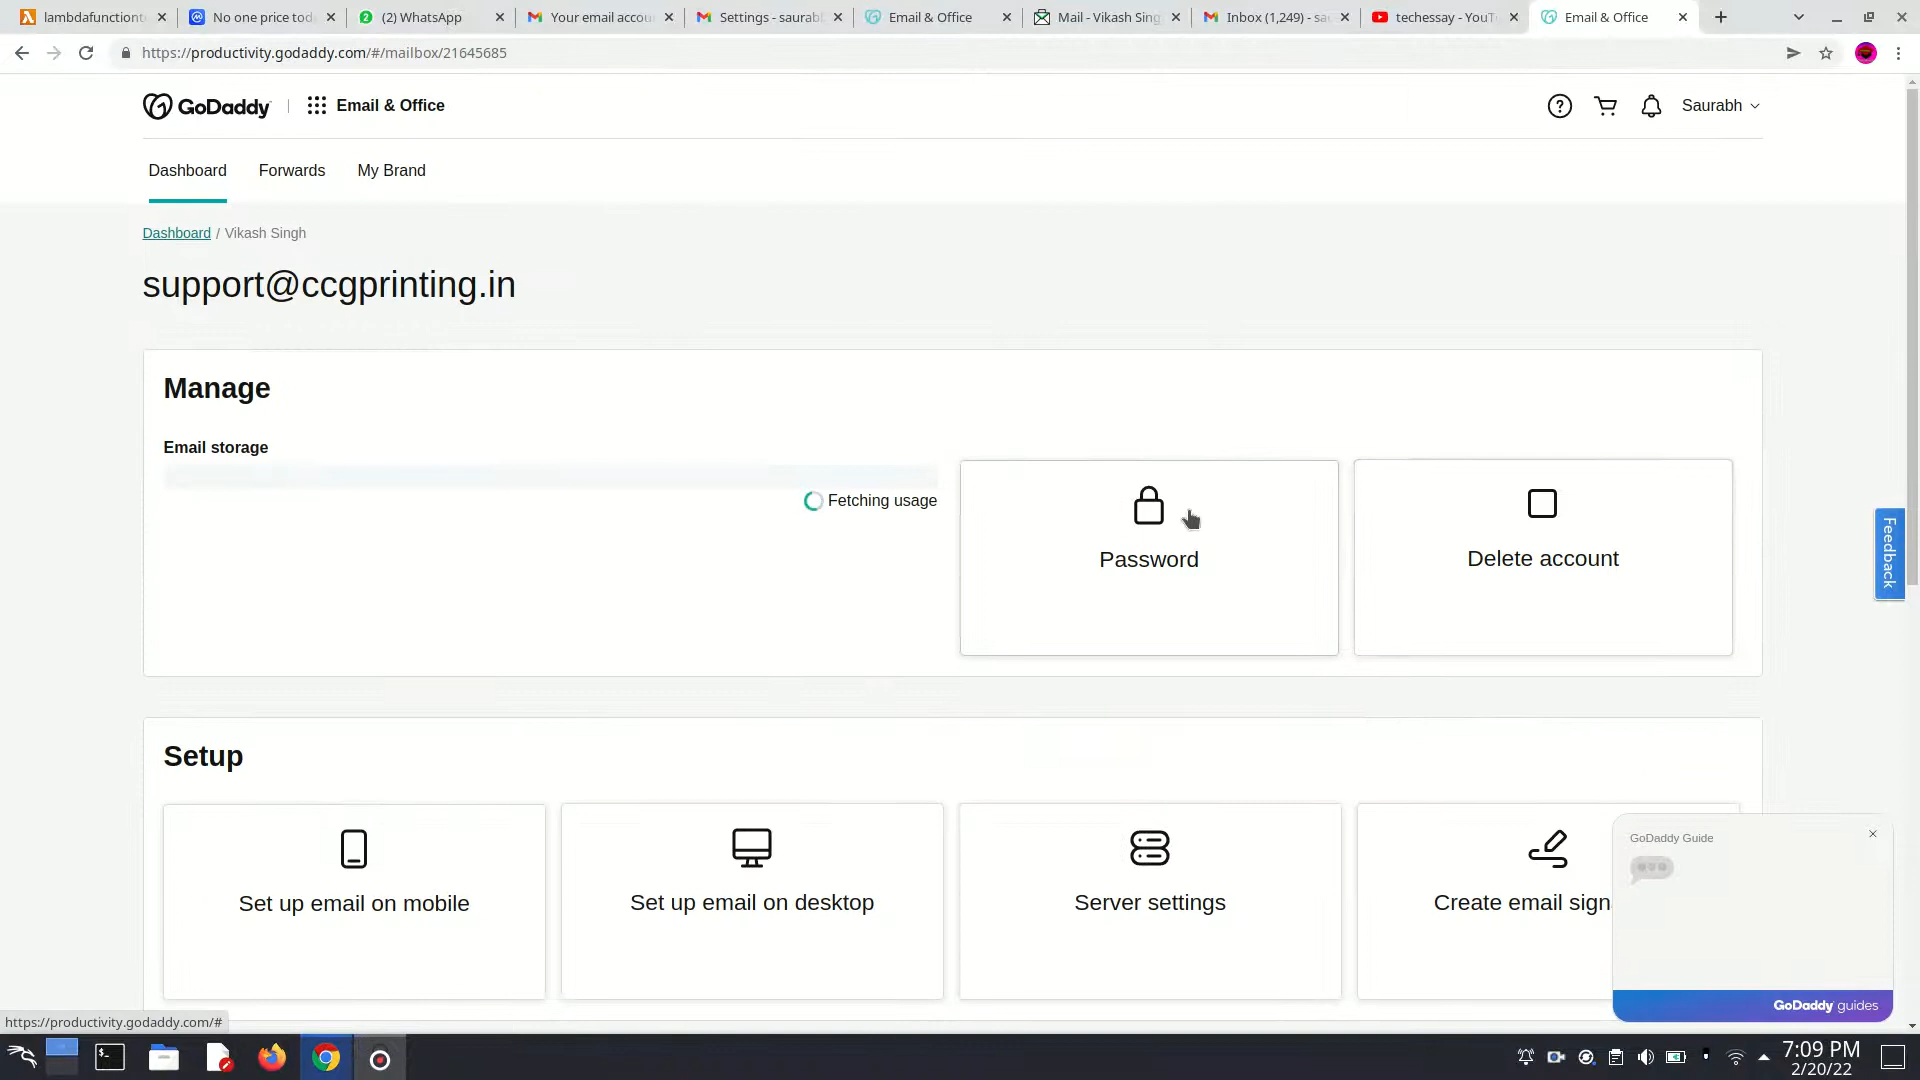 lambdafunctiont
No one price tod
(2) WhatsApp
Your email accou
Settings - saurab
Email & Office
Mail - Vikash Sing
Inbox (1,249) - sa
techessay - YouT
Email & Office
https://productivity.godaddy.com/#/mailbox/21645685
GoDaddy
Email & Office
Saurabh
Dashboard
Forwards
My Brand
Dashboard / Vikash Singh
support@ccgprinting.in
Manage
Email storage
Fetching usage
Password
Delete account
Feedback
Setup
Set up email on mobile
Set up email on desktop
Server settings
Create email sign
GoDaddy Guide
GoDaddy guides
https://productivity.godaddy.com/#
7:09 PM
2/20/22